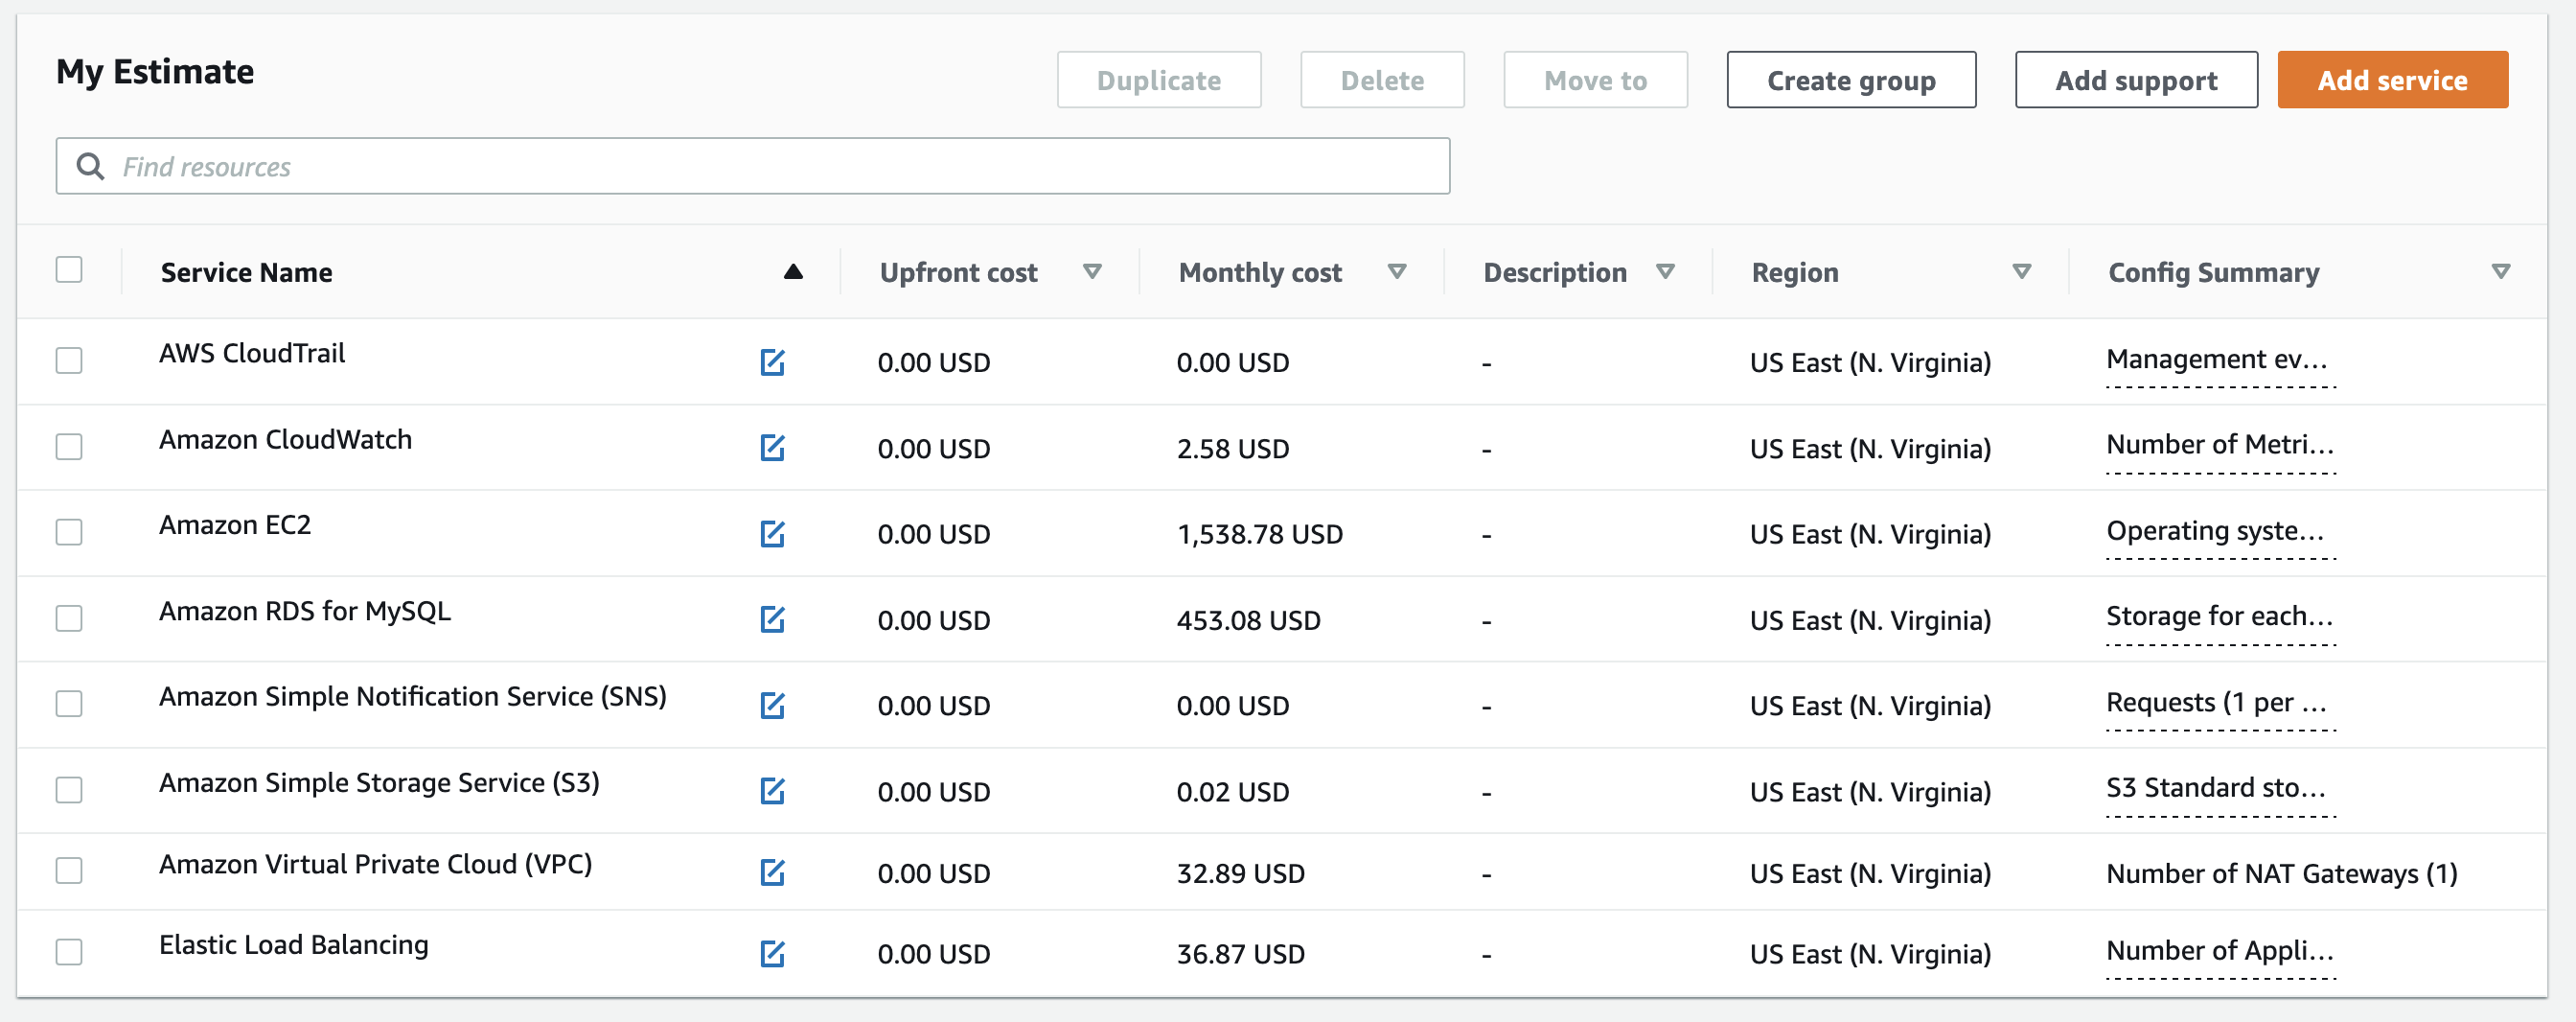 My Estimate
Duplicate
Delete
Move to
Create group
Add support
Add service
Find resources
Service Name Upfront cost Monthly cost Description Region Config Summary
AWS CloudTrail 0.00 USD 0.00 USD - US East (N. Virginia) Management ev...
Amazon CloudWatch 0.00 USD 2.58 USD - US East (N. Virginia) Number of Metri...
Amazon EC2 0.00 USD 1,538.78 USD - US East (N. Virginia) Operating syste...
Amazon RDS for MySQL 0.00 USD 453.08 USD - US East (N. Virginia) Storage for each...
Amazon Simple Notification Service (SNS) 0.00 USD 0.00 USD - US East (N. Virginia) Requests (1 per ...
Amazon Simple Storage Service (S3) 0.00 USD 0.02 USD - US East (N. Virginia) S3 Standard sto...
Amazon Virtual Private Cloud (VPC) 0.00 USD 32.89 USD - US East (N. Virginia) Number of NAT Gateways (1)
Elastic Load Balancing 0.00 USD 36.87 USD - US East (N. Virginia) Number of Appli...